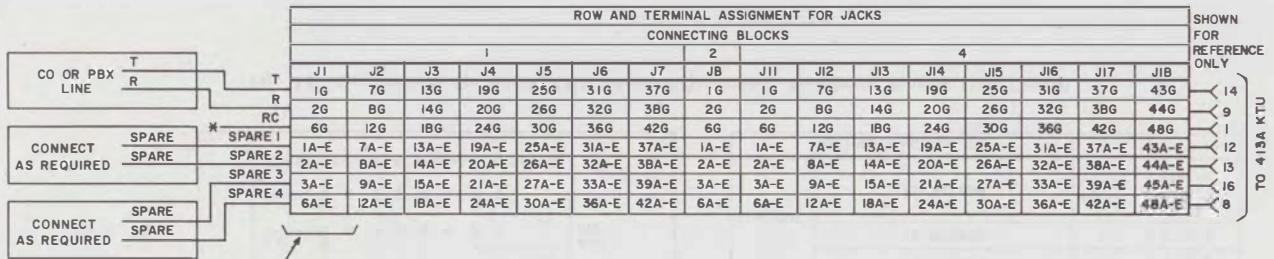 ROW AND TERMINAL ASSIGNMENT FOR JACKS
CONNECTING BLOCKS
SHOWN FOR REFERENCE ONLY
1 2 4
J1 J2 J3 J4 J5 J6 J7 J8 J11 J12 J13 J14 J15 J16 J17 J18
CO OR PBX LINE T R
T 1G 7G 13G 19G 25G 31G 37G 1G 1G 7G 13G 19G 25G 31G 37G 43G 14
R 2G 8G 14G 20G 26G 32G 38G 2G 2G 8G 14G 20G 26G 32G 38G 44G 9
* RC 6G 12G 18G 24G 30G 36G 42G 6G 6G 12G 18G 24G 30G 36G 42G 48G 1
CONNECT AS REQUIRED SPARE SPARE
SPARE 1 1A-E 7A-E 13A-E 19A-E 25A-E 31A-E 37A-E 1A-E 1A-E 7A-E 13A-E 19A-E 25A-E 31A-E 37A-E 43A-E 12
SPARE 2 2A-E 8A-E 14A-E 20A-E 26A-E 32A-E 38A-E 2A-E 2A-E 8A-E 14A-E 20A-E 26A-E 32A-E 38A-E 44A-E 13
SPARE 3 3A-E 9A-E 15A-E 21A-E 27A-E 33A-E 39A-E 3A-E 3A-E 9A-E 15A-E 21A-E 27A-E 33A-E 39A-E 45A-E 16
SPARE 4 6A-E 12A-E 18A-E 24A-E 30A-E 36A-E 42A-E 6A-E 6A-E 12A-E 18A-E 24A-E 30A-E 36A-E 42A-E 48A-E 8
CONNECT AS REQUIRED SPARE SPARE
TO 413A KTU